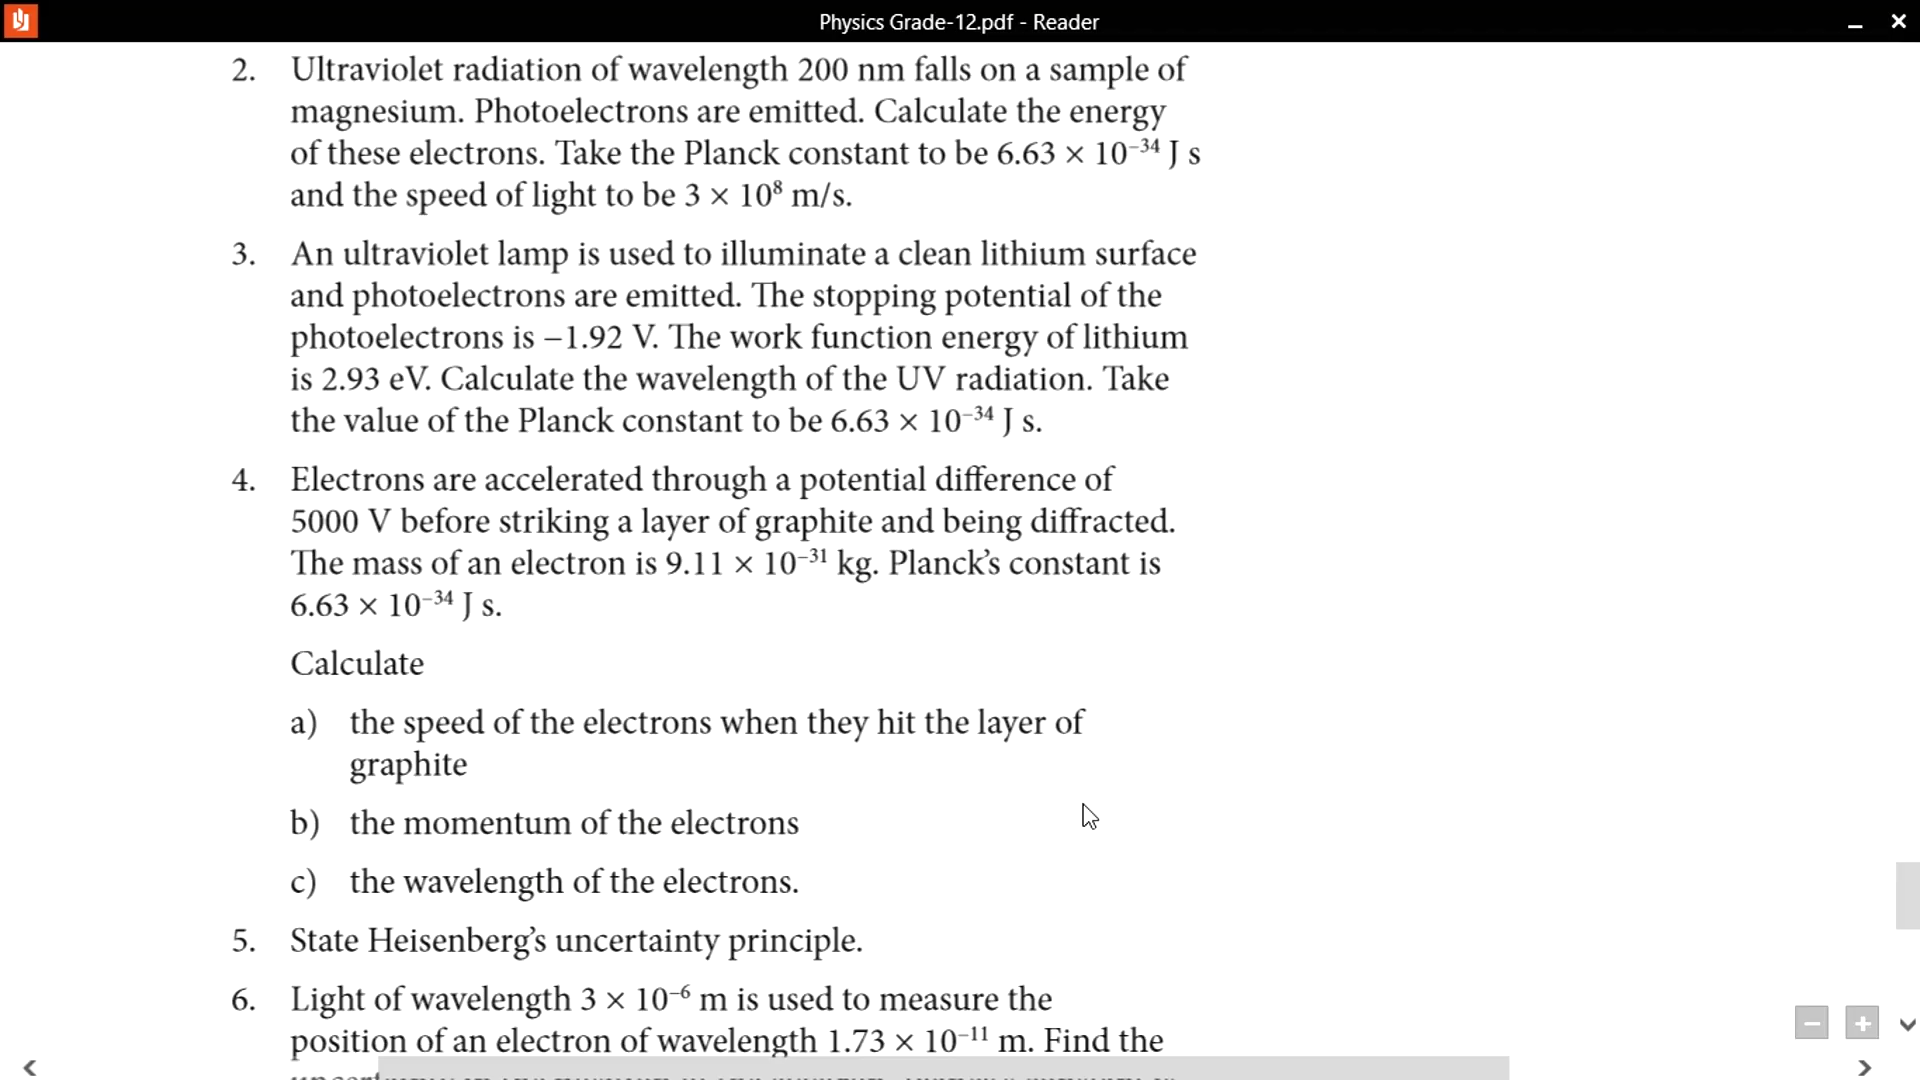 Physics Grade-12.pdf - Reader
2. Ultraviolet radiation of wavelength 200 nm falls on a sample of
magnesium. Photoelectrons are emitted. Calculate the energy
of these electrons. Take the Planck constant to be 6.63 × 10⁻³⁴ J s
and the speed of light to be 3 × 10⁸ m/s.
3. An ultraviolet lamp is used to illuminate a clean lithium surface
and photoelectrons are emitted. The stopping potential of the
photoelectrons is −1.92 V. The work function energy of lithium
is 2.93 eV. Calculate the wavelength of the UV radiation. Take
the value of the Planck constant to be 6.63 × 10⁻³⁴ J s.
4. Electrons are accelerated through a potential difference of
5000 V before striking a layer of graphite and being diffracted.
The mass of an electron is 9.11 × 10⁻³¹ kg. Planck's constant is
6.63 × 10⁻³⁴ J s.
Calculate
a) the speed of the electrons when they hit the layer of
graphite
b) the momentum of the electrons
c) the wavelength of the electrons.
5. State Heisenberg's uncertainty principle.
6. Light of wavelength 3 × 10⁻⁶ m is used to measure the
position of an electron of wavelength 1.73 × 10⁻¹¹ m. Find the